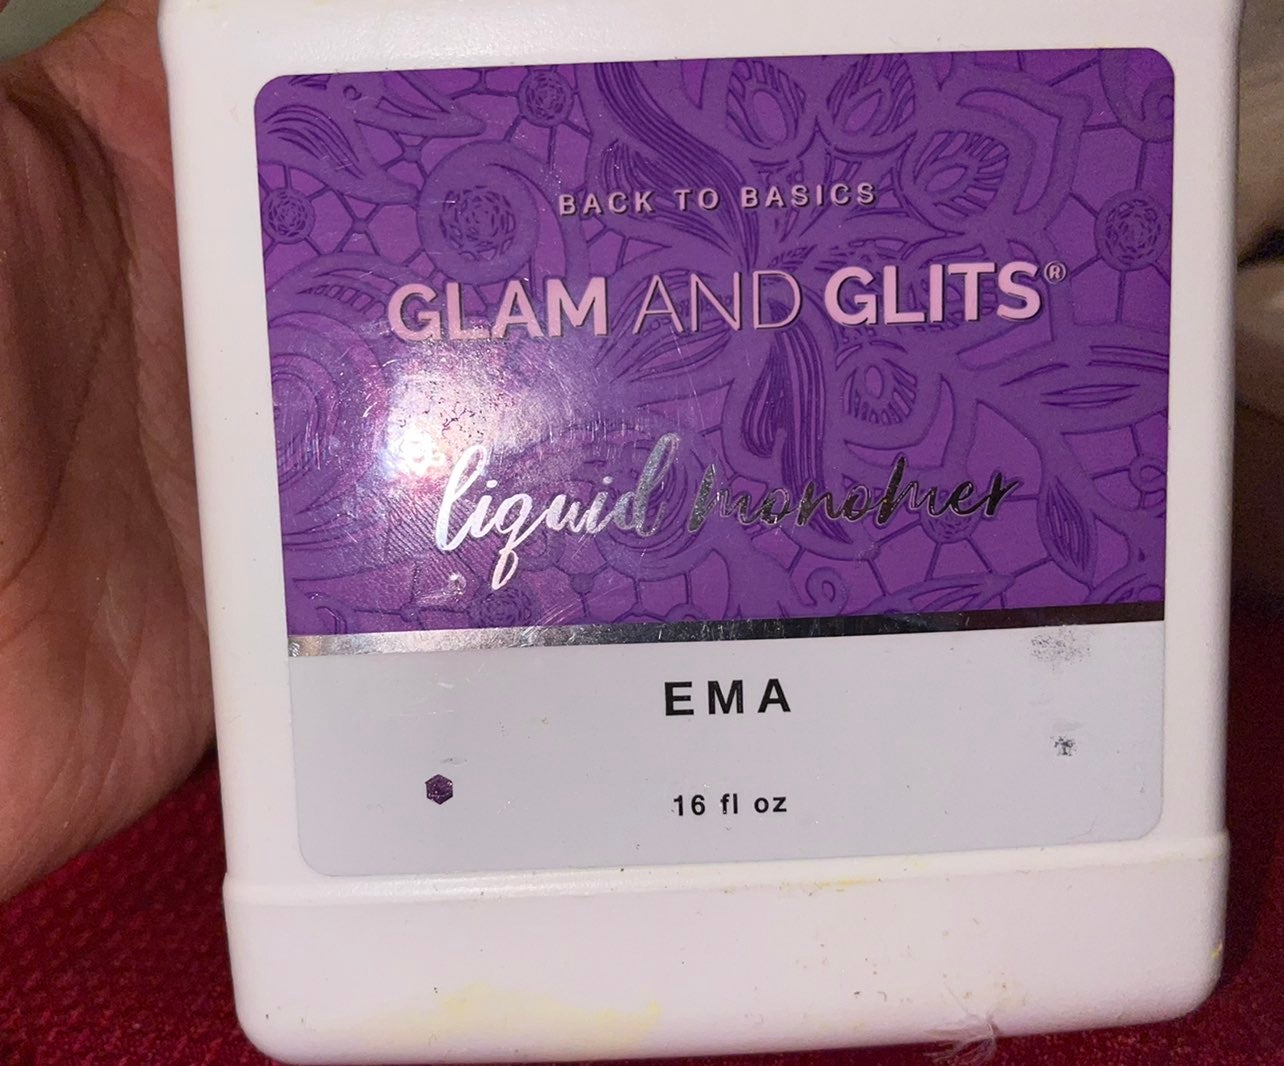 BACK TO BASICS
GLAM AND GLITS®
liquid monomer
EMA
16 fl oz